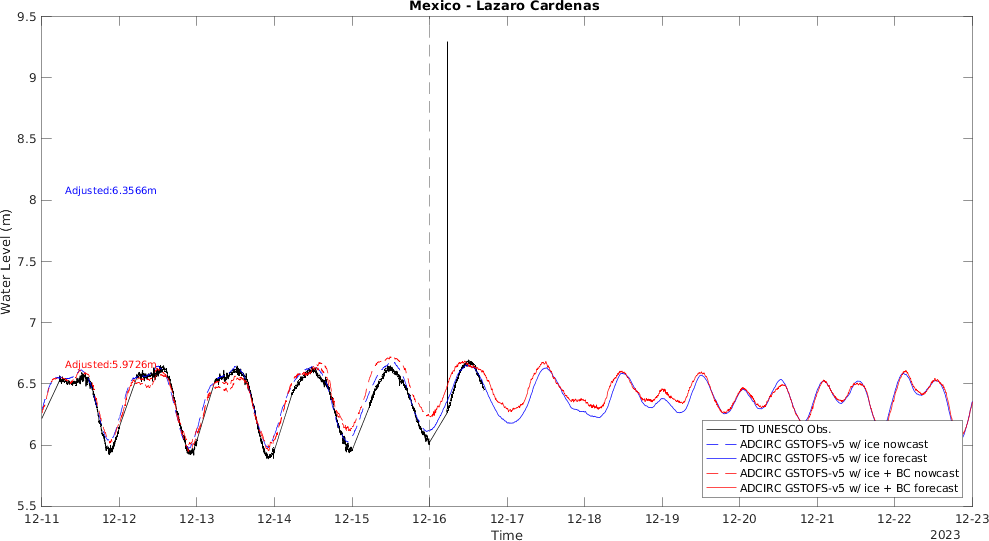 Mexico - Lazaro Cardenas
9.5
9
8.5
8
7.5
7
6.5
6
5.5
Water Level (m)
Adjusted:6.3566m
Adjusted:5.9726m
TD UNESCO Obs.
ADCIRC GSTOFS-v5 w/ ice nowcast
ADCIRC GSTOFS-v5 w/ ice forecast
ADCIRC GSTOFS-v5 w/ ice + BC nowcast
ADCIRC GSTOFS-v5 w/ ice + BC forecast
12-11 12-12 12-13 12-14 12-15 12-16 12-17 12-18 12-19 12-20 12-21 12-22 12-23
Time
2023